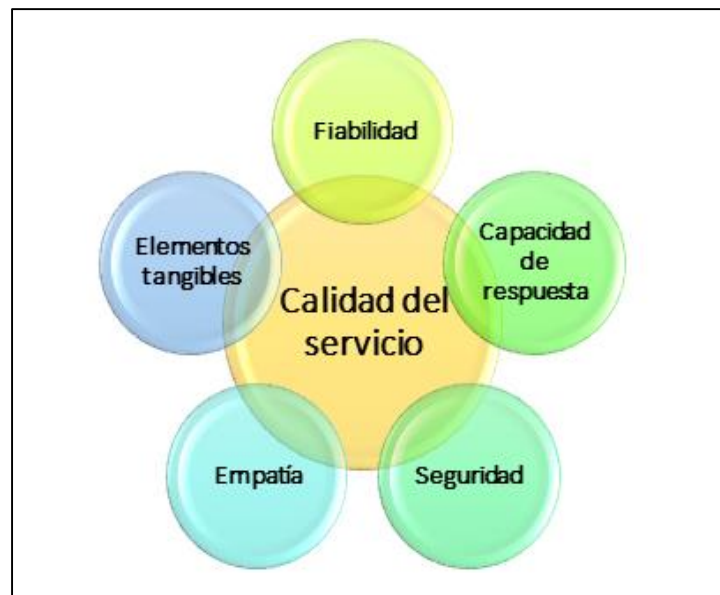 Fiabilidad
Capacidad
de
respuesta
Seguridad
Empatía
Elementos
tangibles
Calidad del
servicio